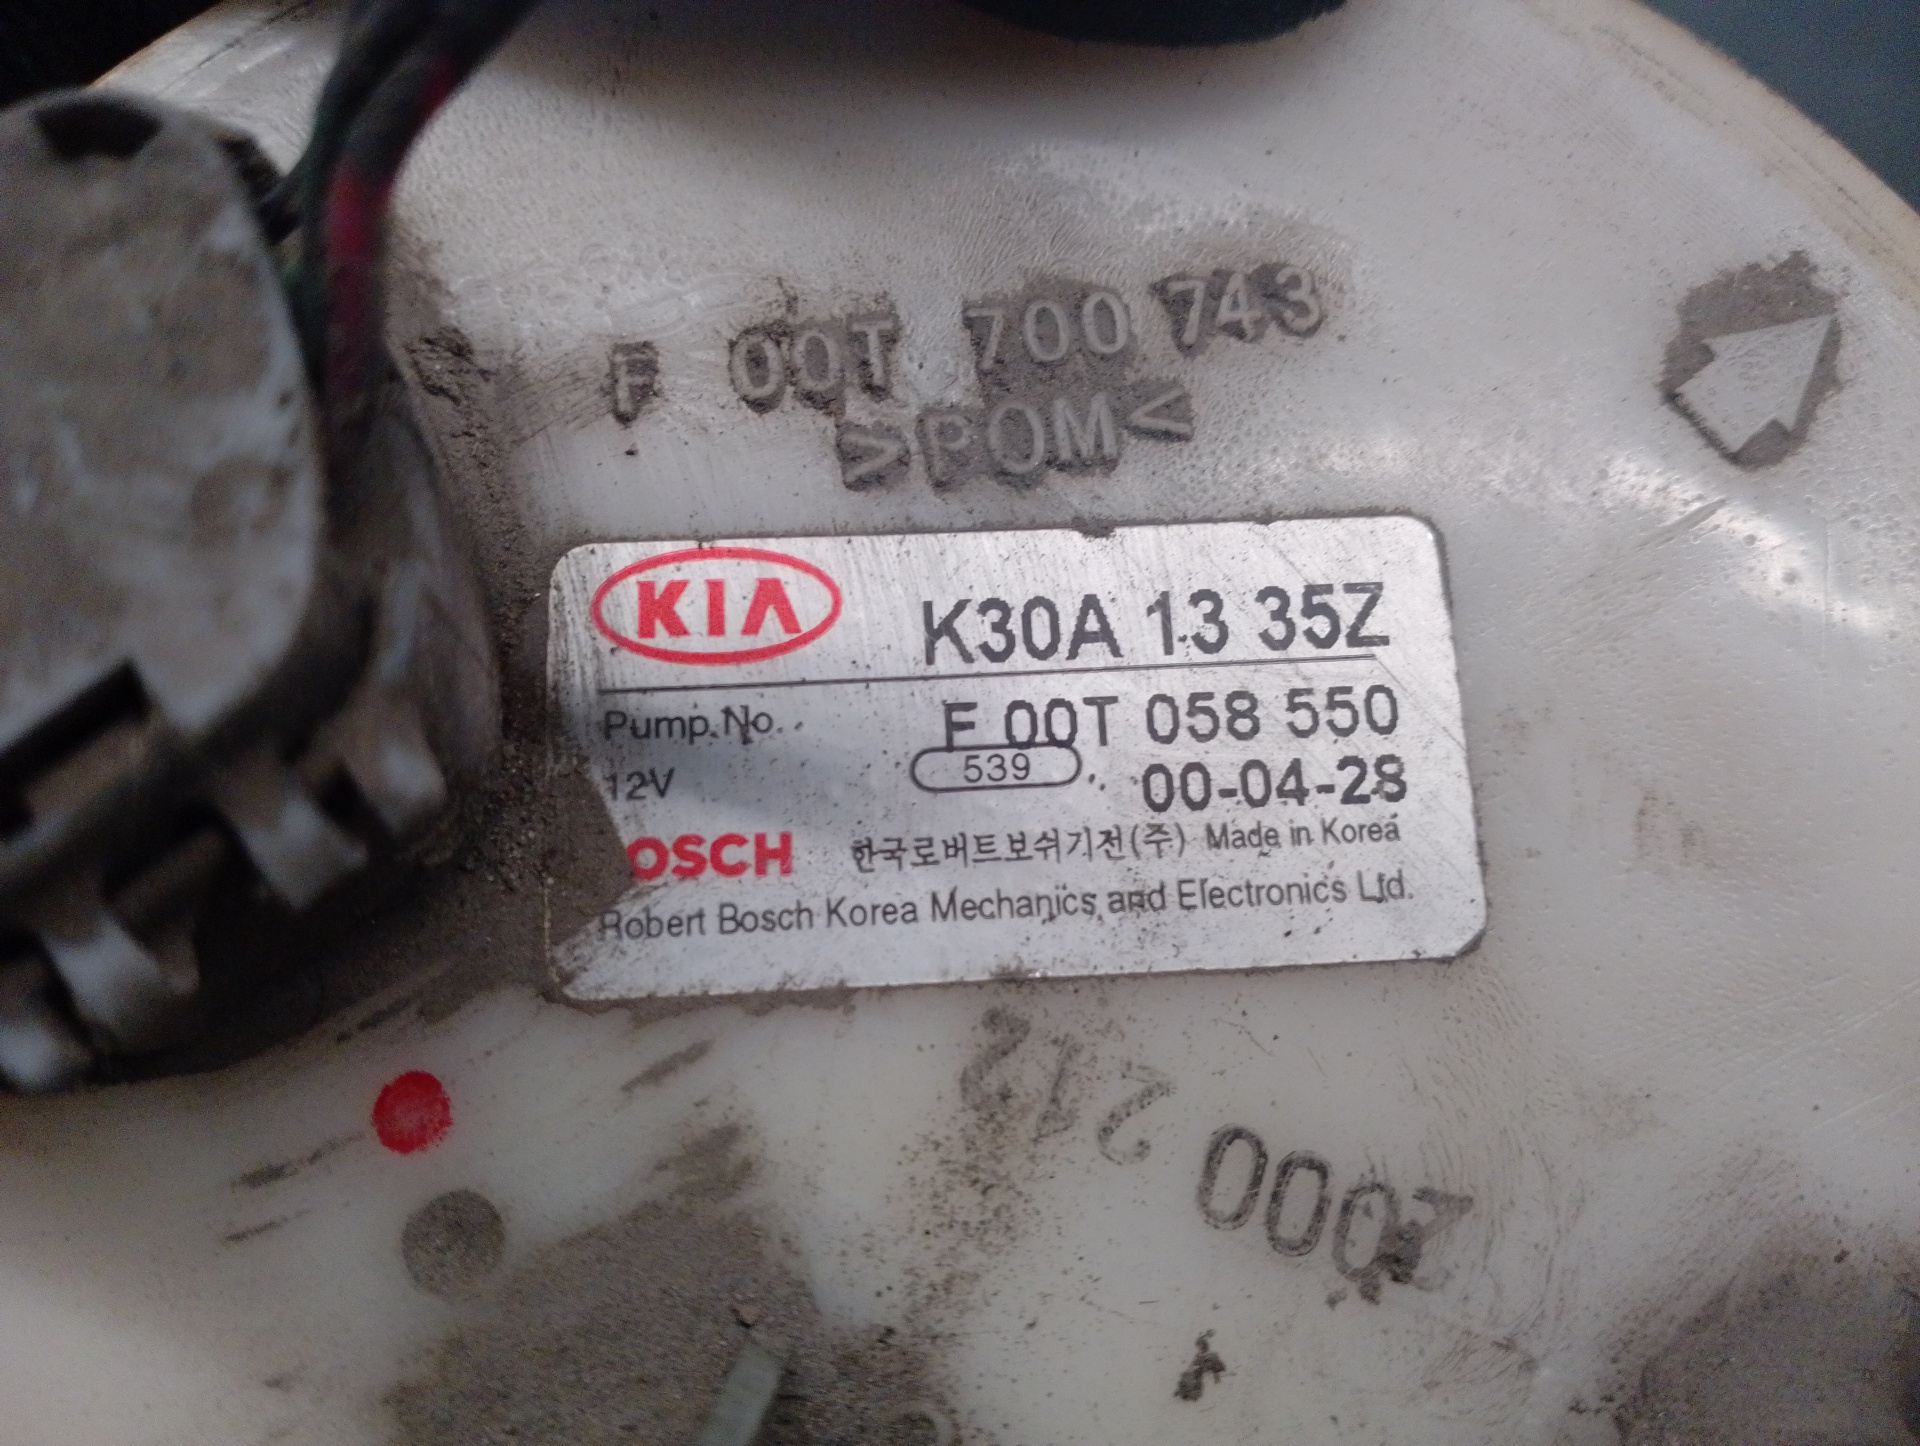 F 00T 700 743
>POM<
KIA K30A 13 35Z
Pump.No. F 00T 058 550
12V 539 00-04-28
OSCH 한국로버트보쉬기전(주) Made in Korea
Robert Bosch Korea Mechanics and Electronics Ltd.